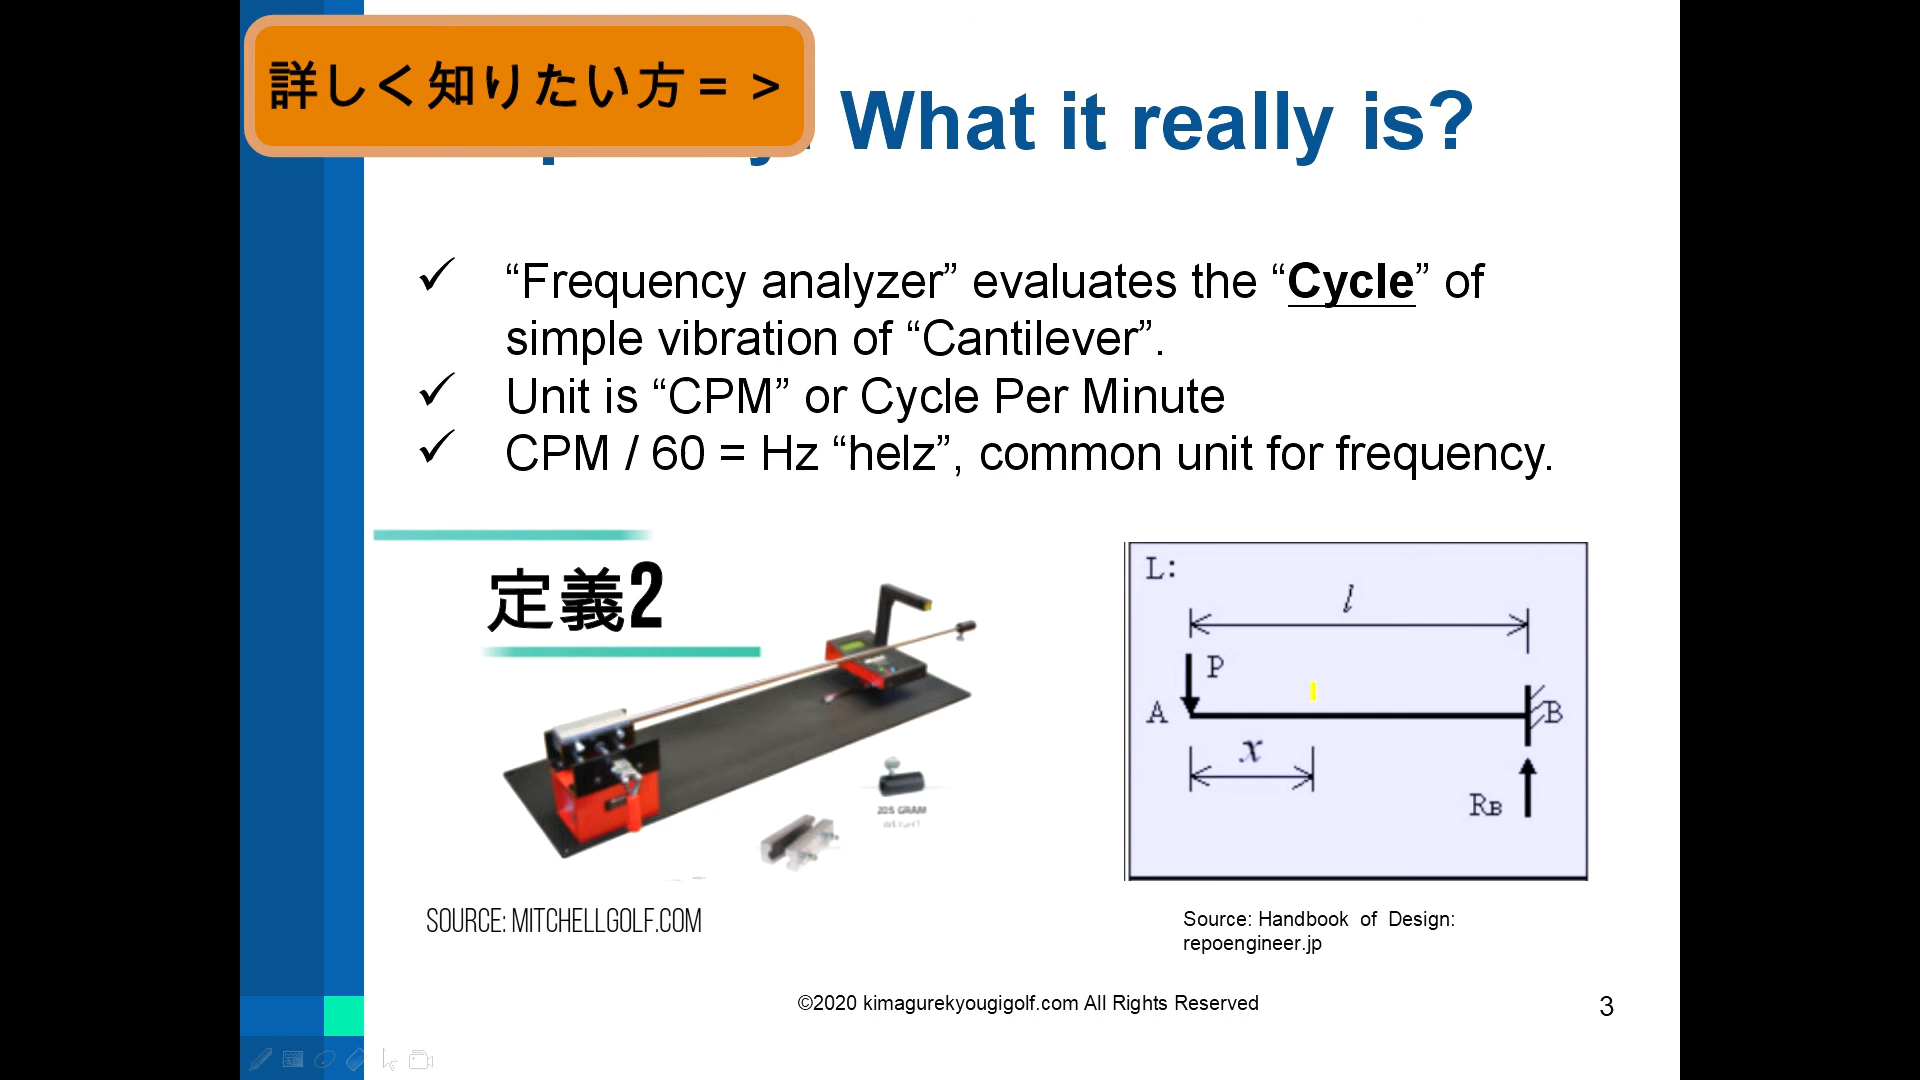 詳しく知りたい方＝＞
What it really is?
“Frequency analyzer” evaluates the “Cycle” of
simple vibration of “Cantilever”.
Unit is “CPM” or Cycle Per Minute
CPM / 60 = Hz “helz”, common unit for frequency.
定義2
205 GRAM
WEIGHT
L:
l
P
A
B
x
RB
SOURCE: MITCHELLGOLF.COM
Source: Handbook of Design:
repoengineer.jp
©2020 kimagurekyougigolf.com All Rights Reserved
3